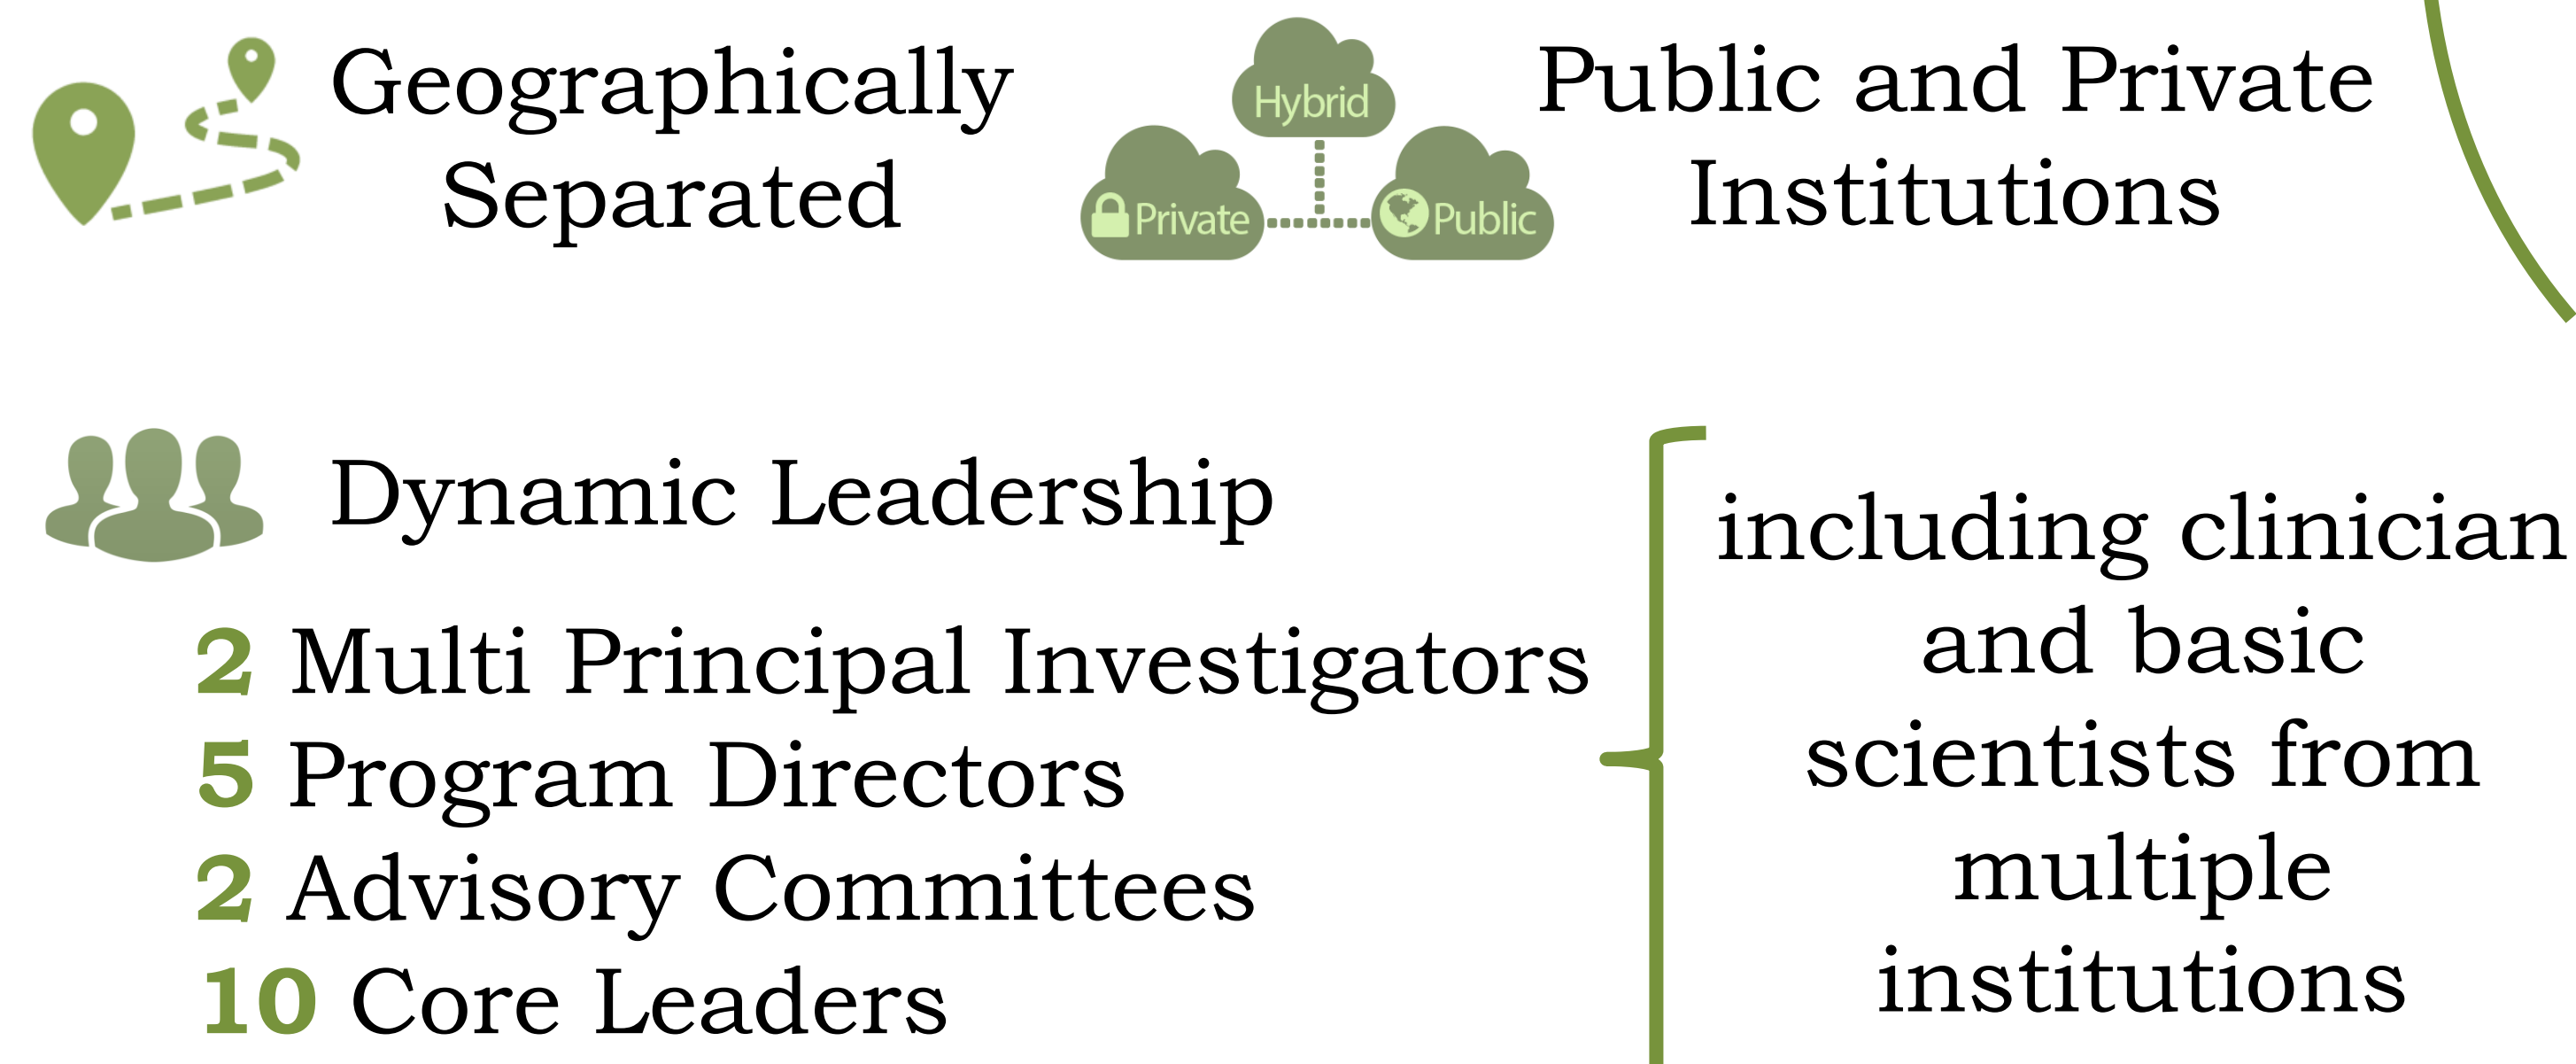 Geographically
Separated
Hybrid
Private
Public
Public and Private
Institutions
Dynamic Leadership
2 Multi Principal Investigators
5 Program Directors
2 Advisory Committees
10 Core Leaders
including clinician
and basic
scientists from
multiple
institutions